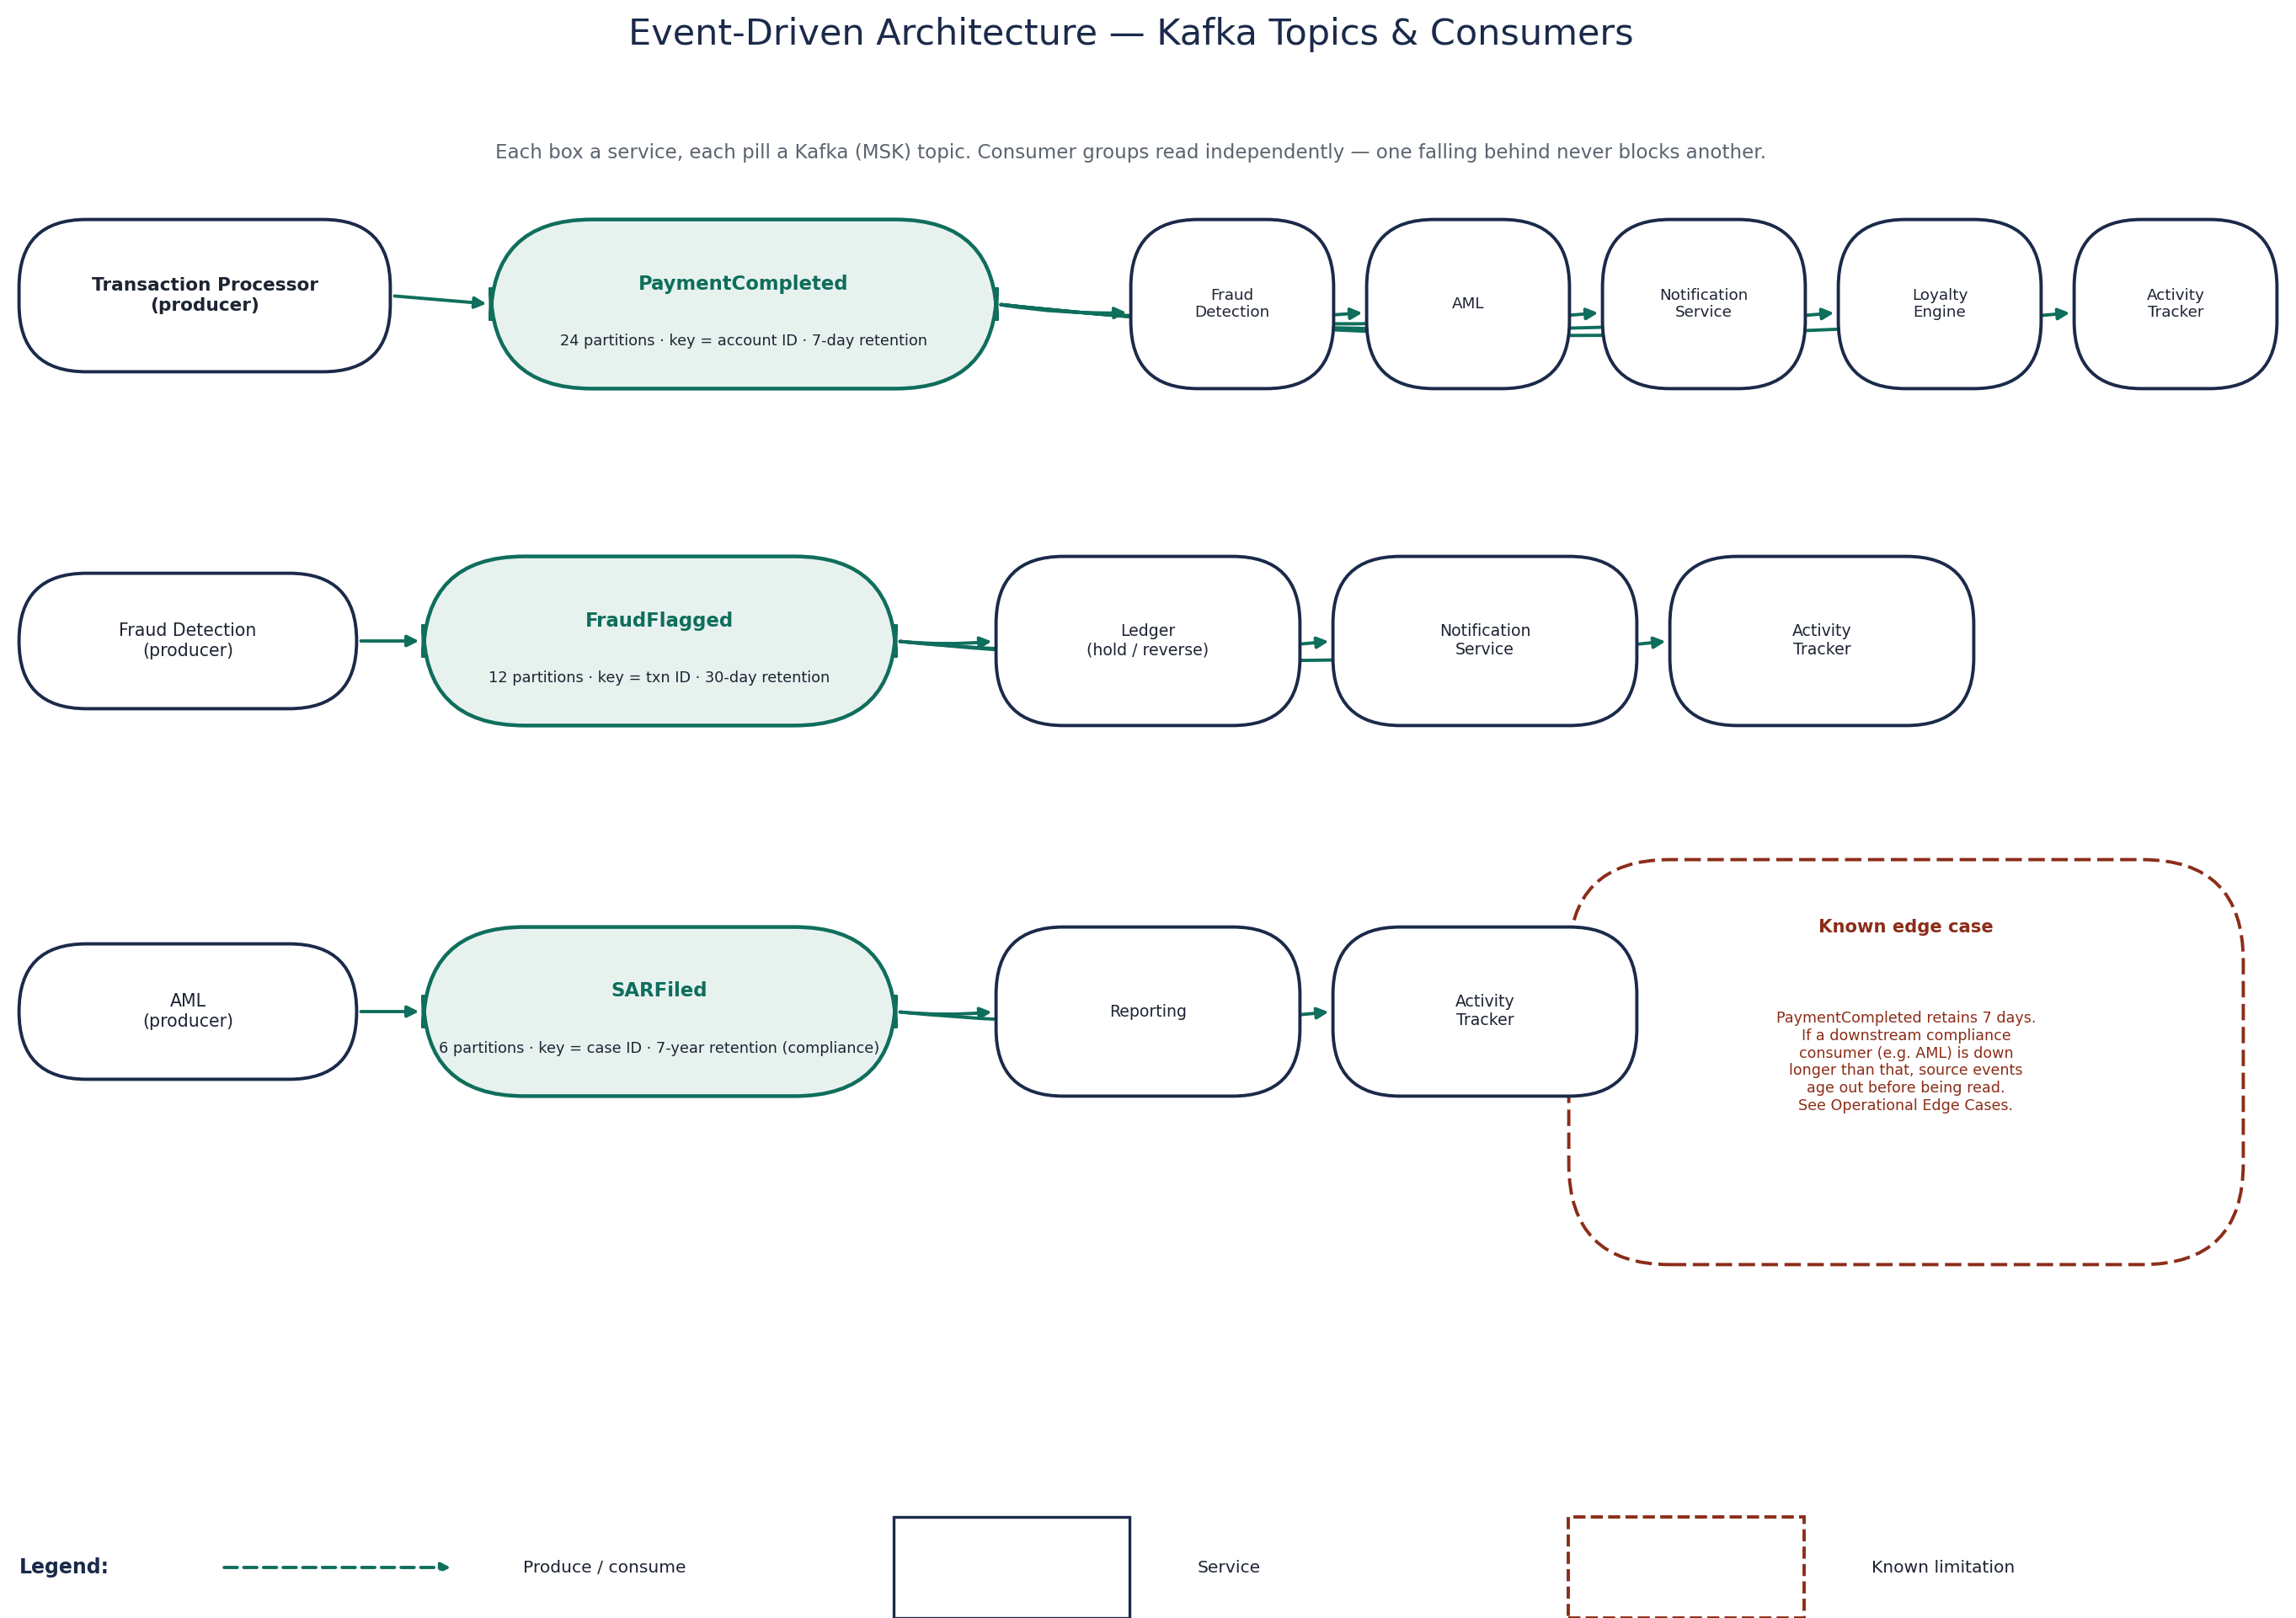 Event-Driven Architecture — Kafka Topics & Consumers
Each box a service, each pill a Kafka (MSK) topic. Consumer groups read independently — one falling behind never blocks another.
Transaction Processor
(producer)
PaymentCompleted
24 partitions · key = account ID · 7-day retention
Fraud
Detection
AML
Notification
Service
Loyalty
Engine
Activity
Tracker
Fraud Detection
(producer)
FraudFlagged
12 partitions · key = txn ID · 30-day retention
Ledger
(hold / reverse)
Notification
Service
Activity
Tracker
AML
(producer)
SARFiled
6 partitions · key = case ID · 7-year retention (compliance)
Reporting
Activity
Tracker
Known edge case
PaymentCompleted retains 7 days.
If a downstream compliance
consumer (e.g. AML) is down
longer than that, source events
age out before being read.
See Operational Edge Cases.
Legend:
Produce / consume
Service
Known limitation